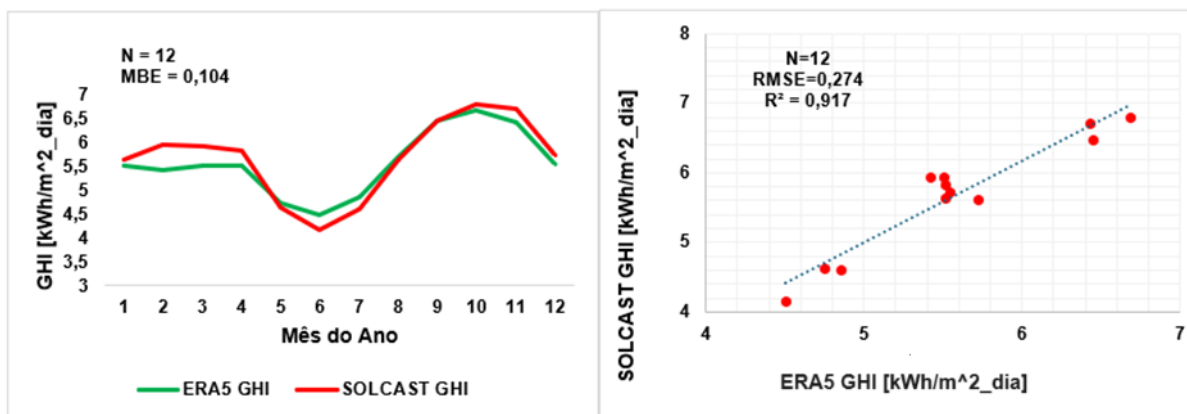 N = 12
MBE = 0,104
GHI [kWh/m^2_dia]
7
6,5
6
5,5
5
4,5
4
3,5
3
1 2 3 4 5 6 7 8 9 10 11 12
Mês do Ano
ERA5 GHI SOLCAST GHI
SOLCAST GHI [kWh/m^2_dia]
8
7
6
5
4
N=12
RMSE=0,274
R² = 0,917
4 5 6 7
ERA5 GHI [kWh/m^2_dia]